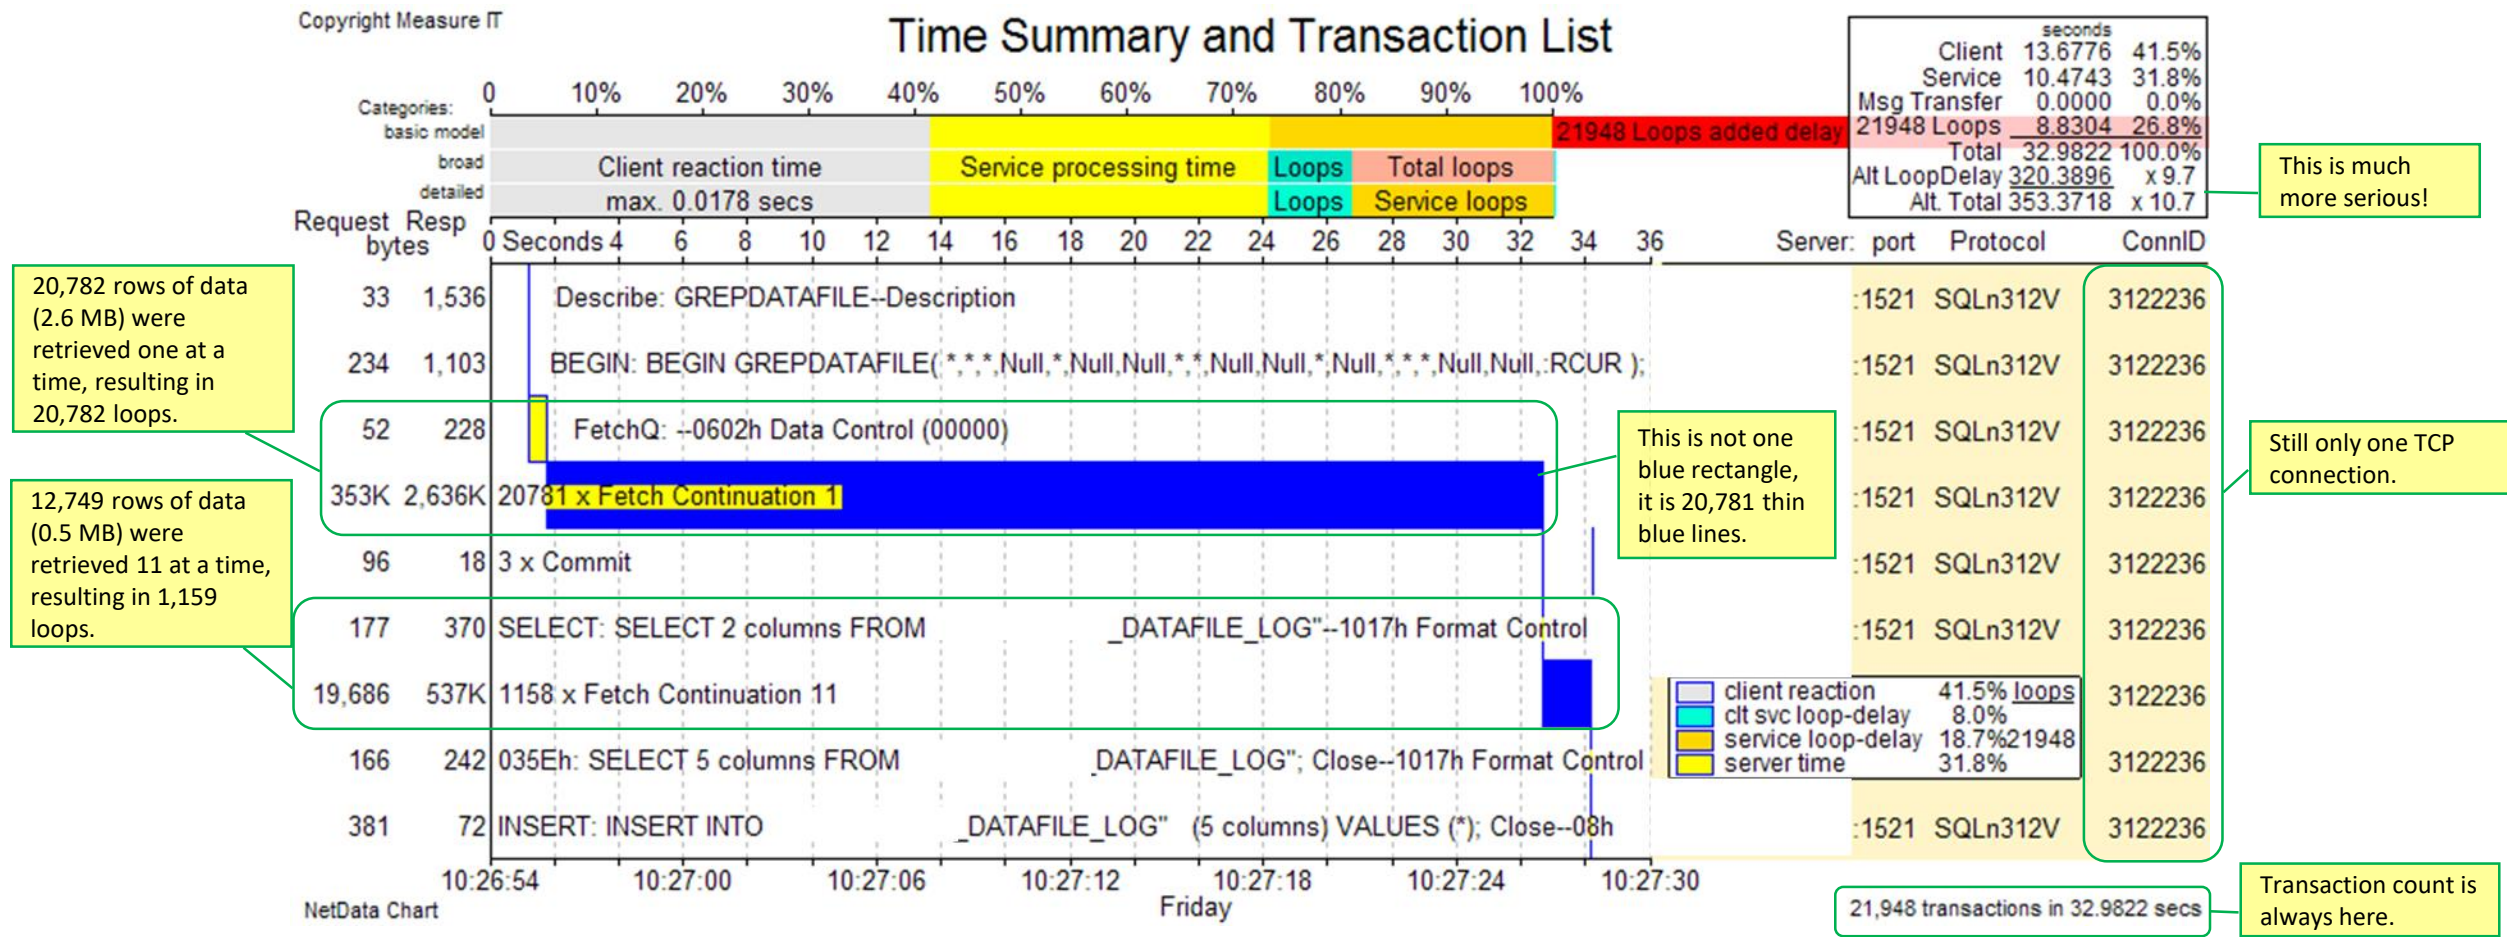 Copyright Measure IT
Time Summary and Transaction List
seconds
Client 13.6776 41.5%
Service 10.4743 31.8%
Msg Transfer 0.0000 0.0%
21948 Loops 8.8304 26.8%
Total 32.9822 100.0%
Alt LoopDelay 320.3896 x 9.7
Alt. Total 353.3718 x 10.7
This is much
more serious!
0 10% 20% 30% 40% 50% 60% 70% 80% 90% 100%
Categories:
basic model
21948 Loops added delay
broad
Client reaction time Service processing time Loops Total loops
detailed
max. 0.0178 secs Loops Service loops
Request Resp
bytes
0 Seconds 4 6 8 10 12 14 16 18 20 22 24 26 28 30 32 34 36
Server: port Protocol ConnID
33 1,536 Describe: GREPDATAFILE--Description :1521 SQLn312V 3122236
234 1,103 BEGIN: BEGIN GREPDATAFILE( *,*,*,Null,*,Null,Null,*,*,Null,Null,*,Null,*,*,*,Null,Null,:RCUR ); :1521 SQLn312V 3122236
52 228 FetchQ: --0602h Data Control (00000) :1521 SQLn312V 3122236
353K 2,636K 20781 x Fetch Continuation 1 :1521 SQLn312V 3122236
96 18 3 x Commit :1521 SQLn312V 3122236
177 370 SELECT: SELECT 2 columns FROM _DATAFILE_LOG"--1017h Format Control :1521 SQLn312V 3122236
19,686 537K 1158 x Fetch Continuation 11 3122236
166 242 035Eh: SELECT 5 columns FROM _DATAFILE_LOG"; Close--1017h Format Control 3122236
381 72 INSERT: INSERT INTO _DATAFILE_LOG" (5 columns) VALUES (*); Close--08h :1521 SQLn312V 3122236
20,782 rows of data
(2.6 MB) were
retrieved one at a
time, resulting in
20,782 loops.
12,749 rows of data
(0.5 MB) were
retrieved 11 at a time,
resulting in 1,159
loops.
This is not one
blue rectangle,
it is 20,781 thin
blue lines.
Still only one TCP
connection.
client reaction 41.5% loops
clt svc loop-delay 8.0%
service loop-delay 18.7%21948
server time 31.8%
10:26:54 10:27:00 10:27:06 10:27:12 10:27:18 10:27:24 10:27:30
NetData Chart
Friday
21,948 transactions in 32.9822 secs
Transaction count is
always here.